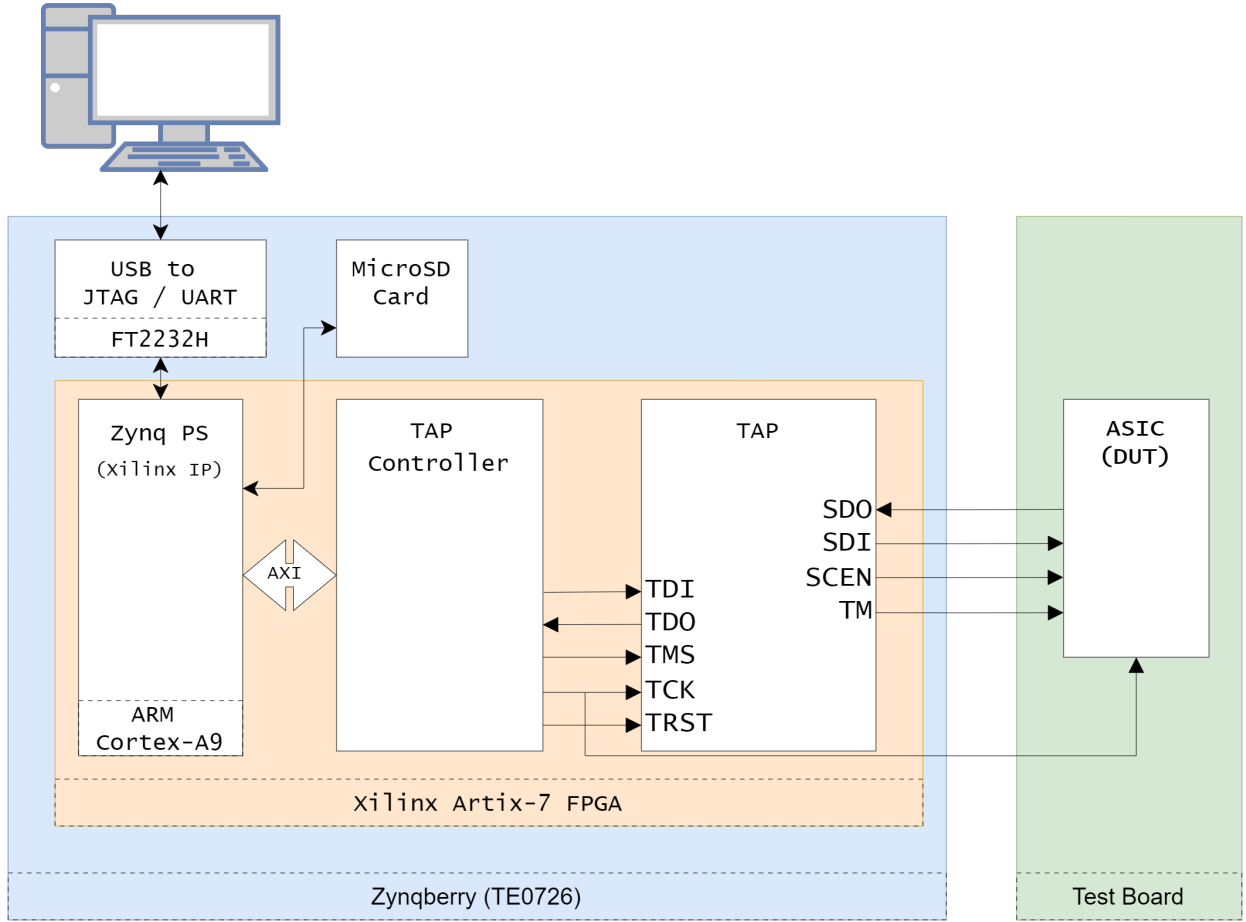 USB to
JTAG / UART
FT2232H
MicroSD
Card
Zynq PS
(Xilinx IP)
ARM
Cortex-A9
AXI
TAP
Controller
TAP
SDO
SDI
SCEN
TM
TDI
TDO
TMS
TCK
TRST
ASIC
(DUT)
Xilinx Artix-7 FPGA
Zynqberry (TE0726)
Test Board